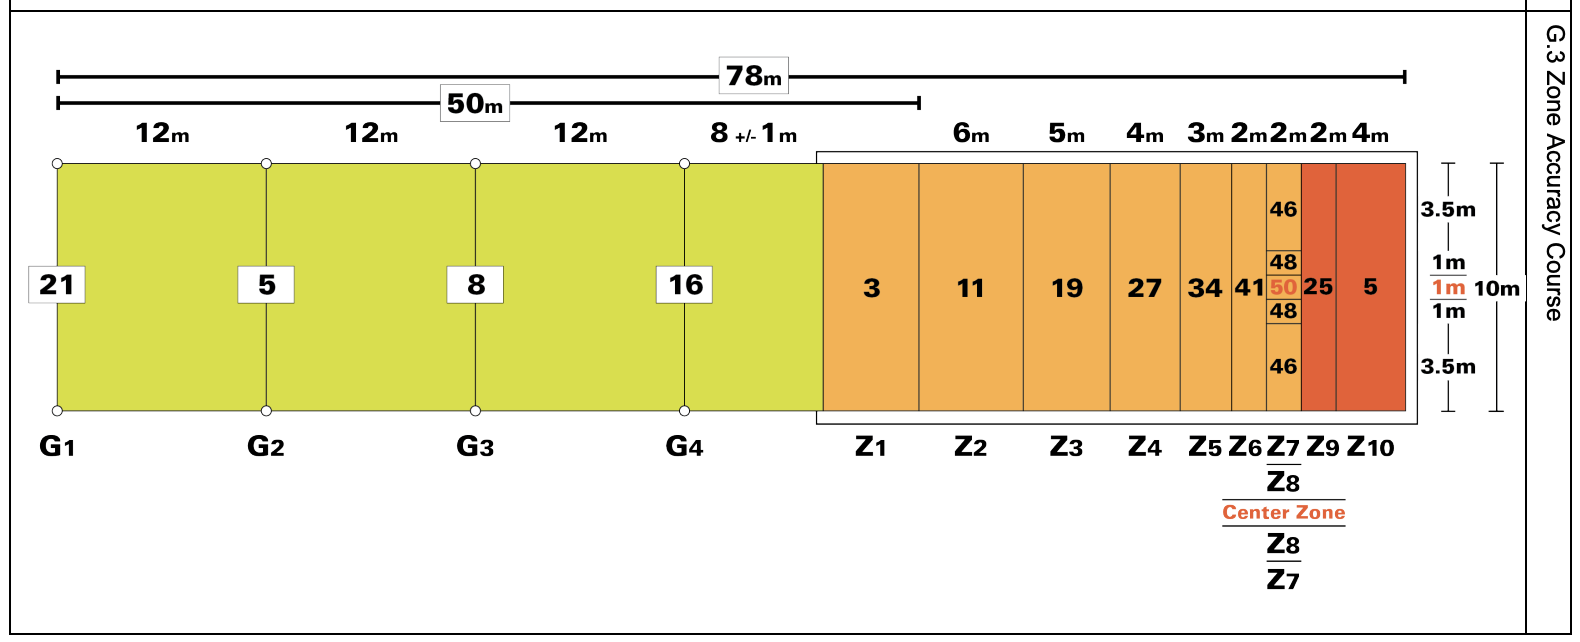 G.3 Zone Accuracy Course
78m
50m
12m 12m 12m 8 +/- 1m 6m 5m 4m 3m 2m 2m 2m 4m
46 3.5m
48 1m
21 5 8 16 3 11 19 27 34 41 50 25 5 1m 10m
48 1m
46 3.5m
G1 G2 G3 G4 Z1 Z2 Z3 Z4 Z5 Z6 Z7 Z9 Z10
Z8
Center Zone
Z8
Z7